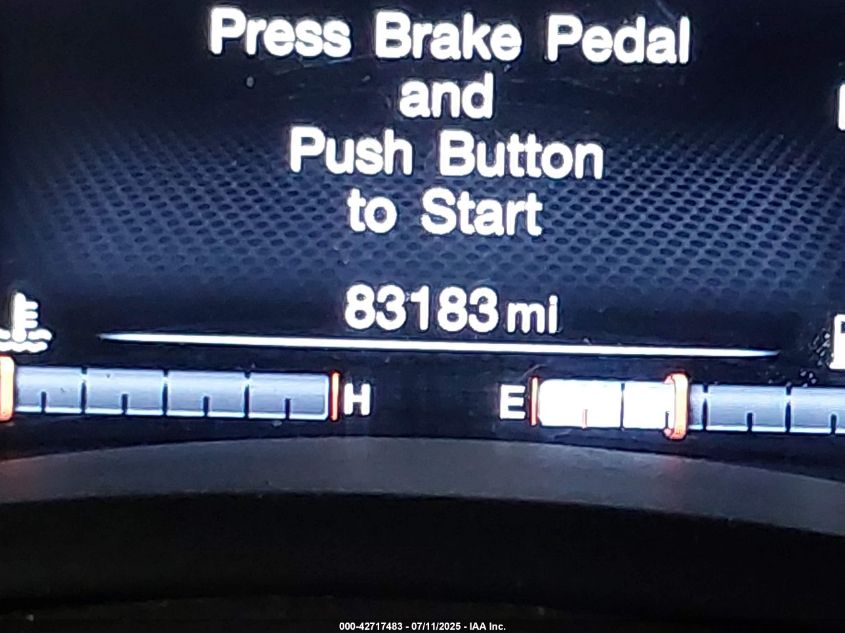 Press Brake Pedal
and
Push Button
to Start
83183 mi
H E
000-42717483 - 07/11/2025 - IAA Inc.